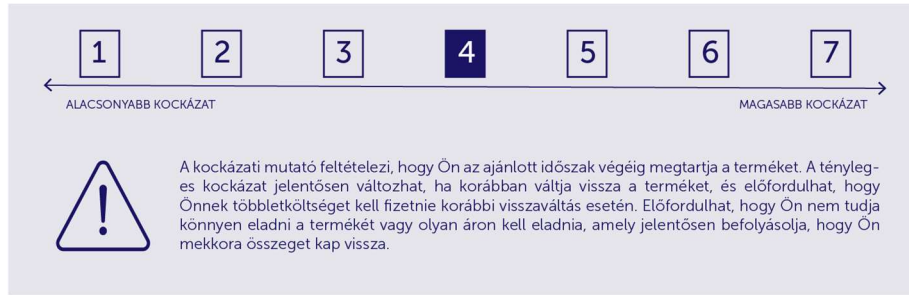 1 2 3 4 5 6 7
ALACSONYABB KOCKÁZAT MAGASABB KOCKÁZAT
A kockázati mutató feltételezi, hogy Ön az ajánlott időszak végéig megtartja a terméket. A tényleg-
es kockázat jelentősen változhat, ha korábban váltja vissza a terméket, és előfordulhat, hogy
Önnek többletköltséget kell fizetnie korábbi visszaváltás esetén. Előfordulhat, hogy Ön nem tudja
könnyen eladni a termékét vagy olyan áron kell eladnia, amely jelentősen befolyásolja, hogy Ön
mekkora összeget kap vissza.